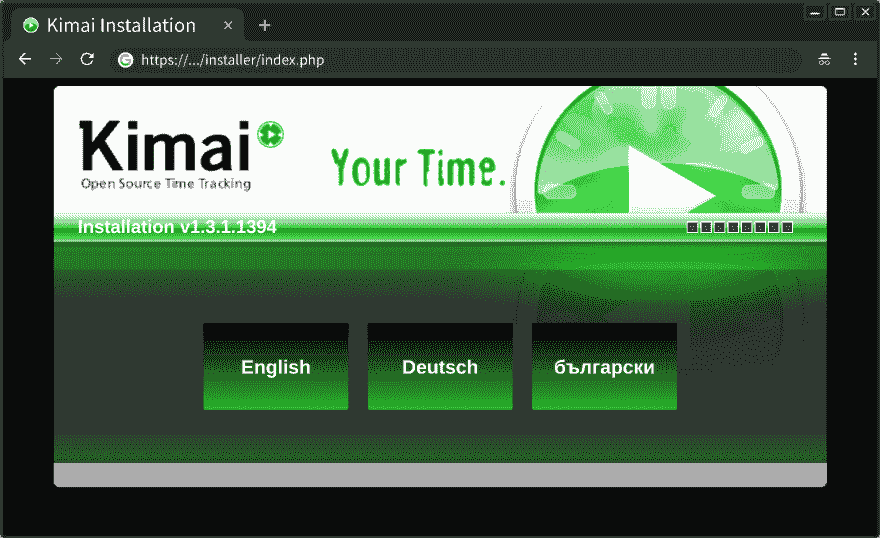 Kimai Installation
https://.../installer/index.php
Kimai
Open Source Time Tracking
Your Time.
Installation v1.3.1.1394
English
Deutsch
български